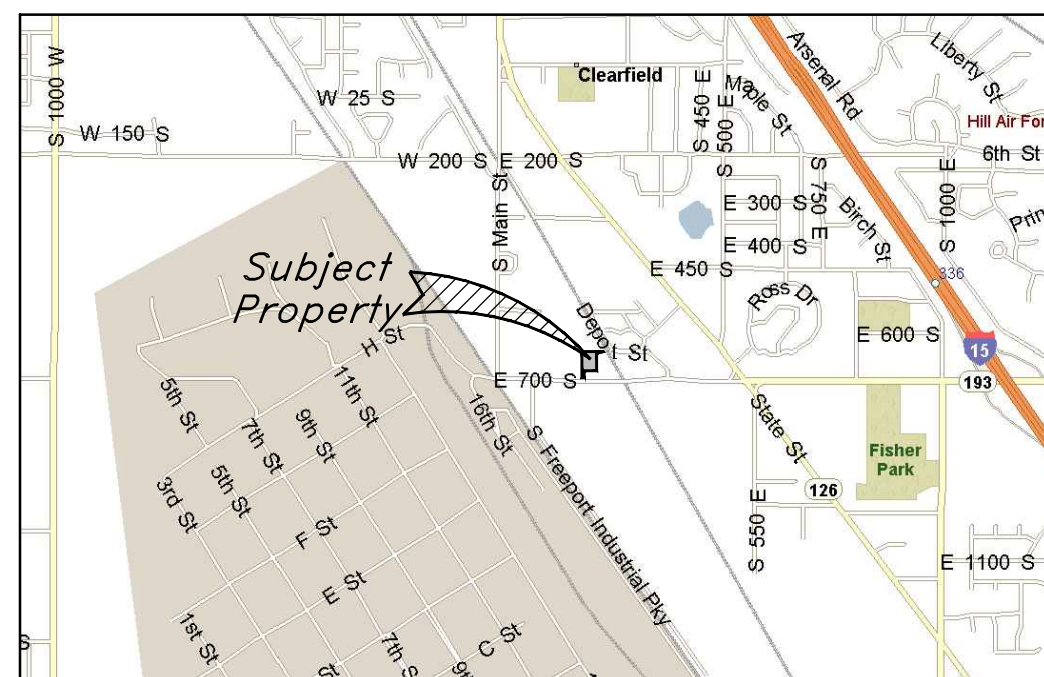 S 1000 W
W 25 S
W 150 S
Clearfield
Arsenal Rd
Liberty St
Maple St
S 450 E
S 500 E
Hill Air For
6th St
W 200 S
E 200 S
S Main St
S 750 E
E 300 S
Birch St
S 1000 E
Prin
E 400 S
E 450 S
336
Subject
Property
Ross Dr
Depot St
E 600 S
H St
15
E 700 S
193
5th St
11th St
16th St
9th St
7th St
State St
S Freeport Industrial Pky
Fisher
Park
3rd St
5th St
126
F St
S 550 E
E 1100 S
E St
1st St
C St
S
7th S
9th
St